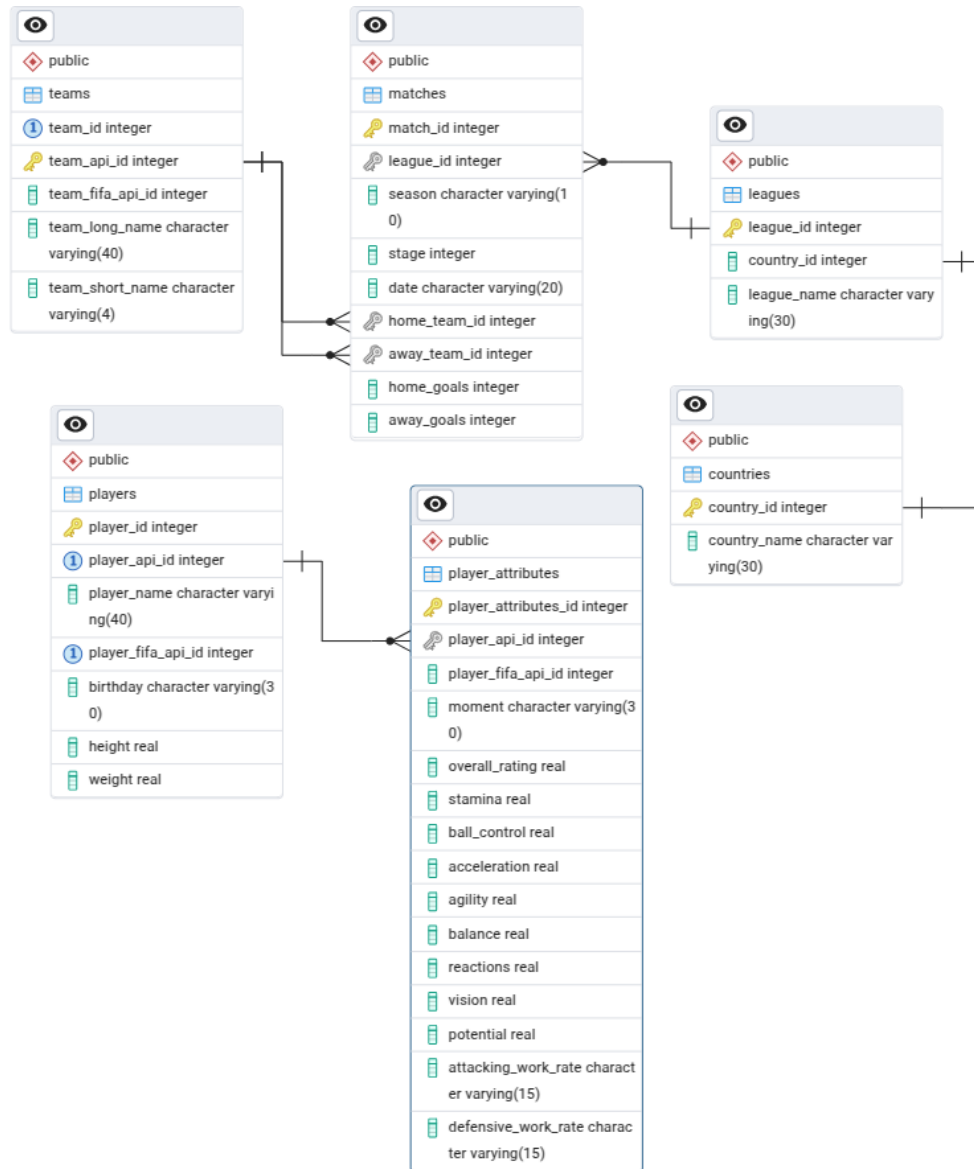 public
teams
1 team_id integer
team_api_id integer
team_fifa_api_id integer
team_long_name character
varying(40)
team_short_name character
varying(4)
public
matches
match_id integer
league_id integer
season character varying(1
0)
stage integer
date character varying(20)
home_team_id integer
away_team_id integer
home_goals integer
away_goals integer
public
leagues
league_id integer
country_id integer
league_name character vary
ing(30)
public
players
player_id integer
1 player_api_id integer
player_name character varyi
ng(40)
1 player_fifa_api_id integer
birthday character varying(3
0)
height real
weight real
public
player_attributes
player_attributes_id integer
player_api_id integer
player_fifa_api_id integer
moment character varying(3
0)
overall_rating real
stamina real
ball_control real
acceleration real
agility real
balance real
reactions real
vision real
potential real
attacking_work_rate charact
er varying(15)
defensive_work_rate charac
ter varying(15)
public
countries
country_id integer
country_name character var
ying(30)